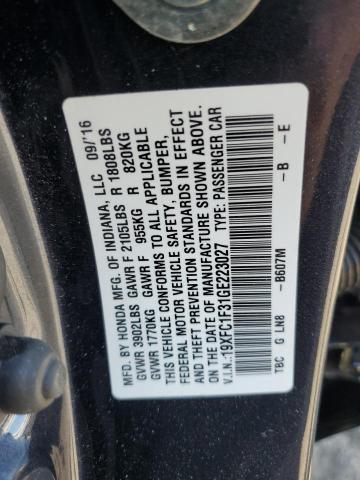 MFD. BY HONDA MFG. OF INDIANA, LLC 09/'16
GVWR 3902LBS GAWR F 2105LBS R 1808LBS
GVWR 1770KG GAWR F 955KG R 820KG
THIS VEHICLE CONFORMS TO ALL APPLICABLE
FEDERAL MOTOR VEHICLE SAFETY, BUMPER,
AND THEFT PREVENTION STANDARDS IN EFFECT
ON THE DATE OF MANUFACTURE SHOWN ABOVE.
V.I.N.:19XFC1F31GE223027 TYPE: PASSENGER CAR
TBC G LN8 -B607M -B -E